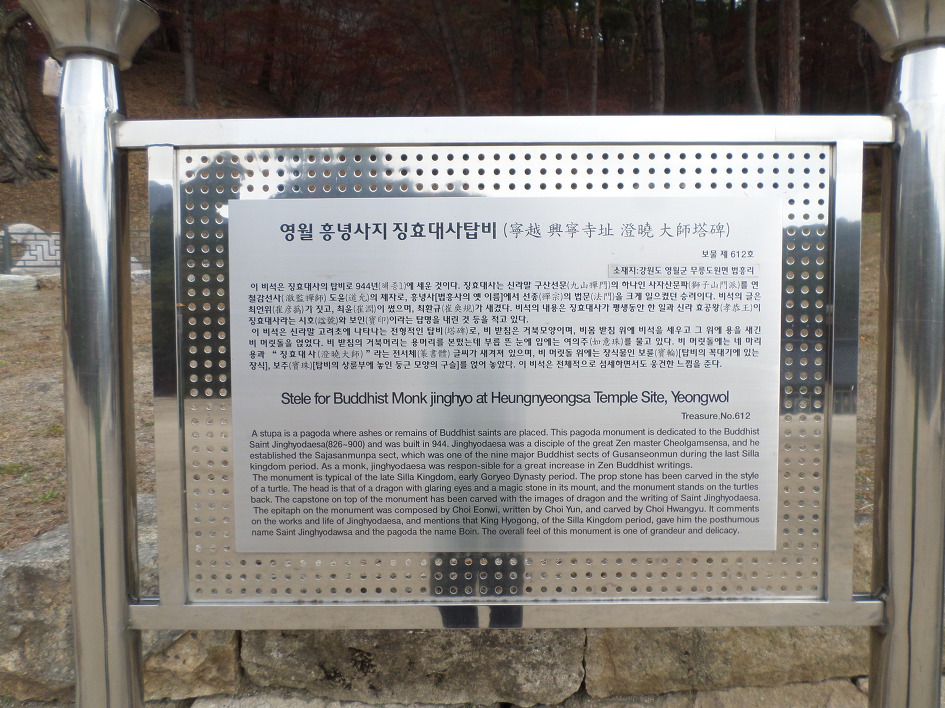 영월 흥녕사지 징효대사탑비 (寧越 興寧寺址 澄曉 大師塔碑)
보물 제 612호
소재지:강원도 영월군 무릉도원면 법흥리
이 비석은 징효대사의 탑비로 944년(혜종1)에 세운 것이다. 징효대사는 신라말 구산선문(九山禪門)의 하나인 사자산문파(獅子山門派)를 연
철감선사(澈鑒禪師) 도윤(道允)의 제자로, 흥녕사[법흥사의 옛 이름]에서 선종(禪宗)의 법문(法門)을 크게 일으켰던 승려이다. 비석의 글은
최언위(崔彦撝)가 짓고, 최윤(崔潤)이 썼으며, 최환규(崔奐規)가 새겼다. 비석의 내용은 징효대사가 평생동안 한 일과 신라 효공왕(孝恭王)이
징효대사라는 시호(諡號)와 보인(寶印)이라는 탑명을 내린 것 등을 적고 있다.
이 비석은 신라말 고려초에 나타나는 전형적인 탑비(塔碑)로, 비 받침은 거북모양이며, 비몸 받침 위에 비석을 세우고 그 위에 용을 새긴
비 머릿돌을 얹었다. 비 받침의 거북머리는 용머리를 본떴는데 부릅 뜬 눈에 입에는 여의주(如意珠)를 물고 있다. 비 머릿돌에는 네 마리
용과 " 징효대사(澄曉大師) "라는 전서체(篆書體) 글씨가 새겨져 있으며, 비 머릿돌 위에는 장식물인 보륜(寶輪)[탑비의 꼭대기에 있는
장식], 보주(寶珠)[탑비의 상륜부에 놓인 둥근 모양의 구슬]를 얹어 놓았다. 이 비석은 전체적으로 섬세하면서도 웅건한 느낌을 준다.
Stele for Buddhist Monk jinghyo at Heungnyeongsa Temple Site, Yeongwol
Treasure.No.612
A stupa is a pagoda where ashes or remains of Buddhist saints are placed. This pagoda monument is dedicated to the Buddhist
Saint Jinghyodaesa(826~900) and was built in 944. Jinghyodaesa was a disciple of the great Zen master Cheolgamsensa, and he
established the Sajasanmunpa sect, which was one of the nine major Buddhist sects of Gusanseonmun during the last Silla
kingdom period. As a monk, jinghyodaesa was respon-sible for a great increase in Zen Buddhist writings.
The monument is typical of the late Silla Kingdom, early Goryeo Dynasty period. The prop stone has been carved in the style
of a turtle. The head is that of a dragon with glaring eyes and a magic stone in its mount, and the monument stands on the turtles
back. The capstone on top of the monument has been carved with the images of dragon and the writing of Saint Jinghyodaesa.
The epitaph on the monument was composed by Choi Eonwi, written by Choi Yun, and carved by Choi Hwangyu. It comments
on the works and life of Jinghyodaesa, and mentions that King Hyogong, of the Silla Kingdom period, gave him the posthumous
name Saint Jinghyodawsa and the pagoda the name Boin. The overall feel of this monument is one of grandeur and delicacy.